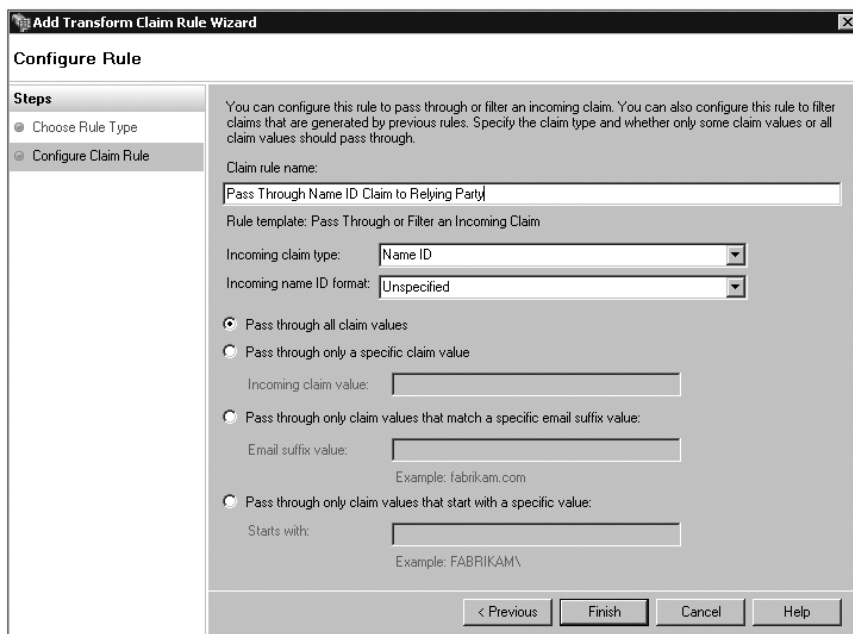 Add Transform Claim Rule Wizard
Configure Rule
Steps
Choose Rule Type
Configure Claim Rule
You can configure this rule to pass through or filter an incoming claim. You can also configure this rule to filter
claims that are generated by previous rules. Specify the claim type and whether only some claim values or all
claim values should pass through.
Claim rule name:
Pass Through Name ID Claim to Relying Party
Rule template: Pass Through or Filter an Incoming Claim
Incoming claim type: Name ID
Incoming name ID format: Unspecified
Pass through all claim values
Pass through only a specific claim value
Incoming claim value:
Pass through only claim values that match a specific email suffix value:
Email suffix value:
Example: fabrikam.com
Pass through only claim values that start with a specific value:
Starts with:
Example: FABRIKAM\
< Previous Finish Cancel Help